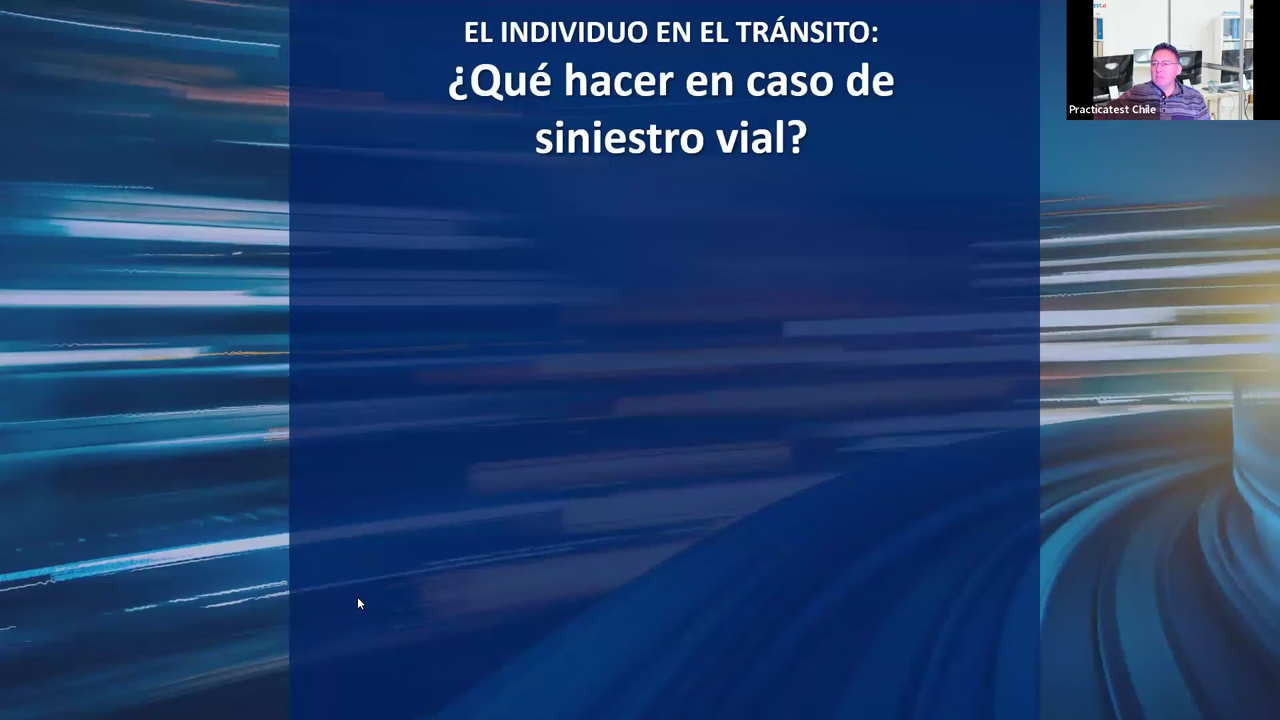 EL INDIVIDUO EN EL TRÁNSITO:
¿Qué hacer en caso de
siniestro vial?
Practicatest Chile